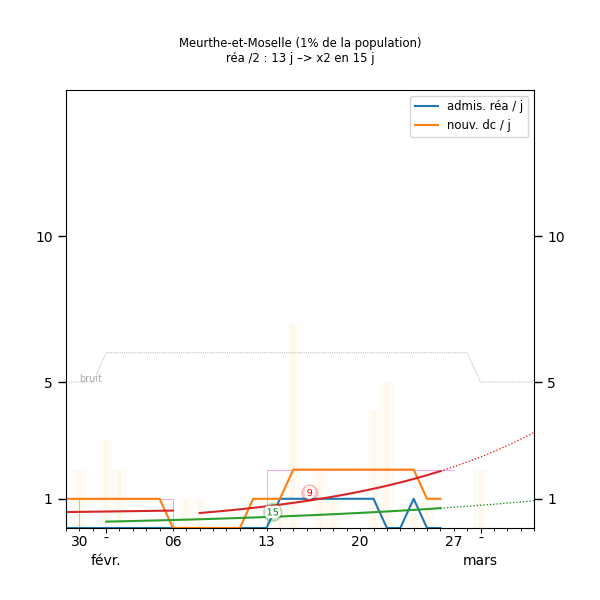 Meurthe-et-Moselle (1% de la population)
réa /2 : 13 j –> x2 en 15 j
admis. réa / j
nouv. dc / j
10
10
bruit
5
5
9
15
1
1
30
-
06
13
20
27
-
févr.
mars